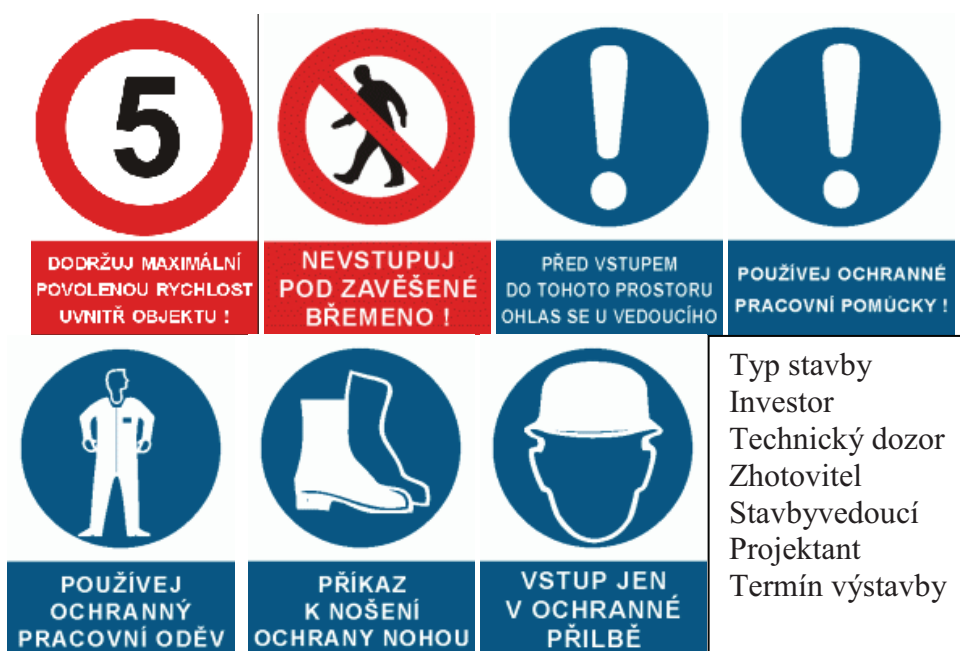 5
DODRŽUJ MAXIMÁLNÍ
POVOLENOU RYCHLOST
UVNITŘ OBJEKTU !
NEVSTUPUJ
POD ZAVĚŠENÉ
BŘEMENO !
PŘED VSTUPEM
DO TOHOTO PROSTORU
OHLAS SE U VEDOUCÍHO
POUŽÍVEJ OCHRANNÉ
PRACOVNÍ POMŮCKY !
POUŽÍVEJ
OCHRANNÝ
PRACOVNÍ ODĚV
PŘÍKAZ
K NOŠENÍ
OCHRANY NOHOU
VSTUP JEN
V OCHRANNÉ
PŘILBĚ
Typ stavby
Investor
Technický dozor
Zhotovitel
Stavbyvedoucí
Projektant
Termín výstavby